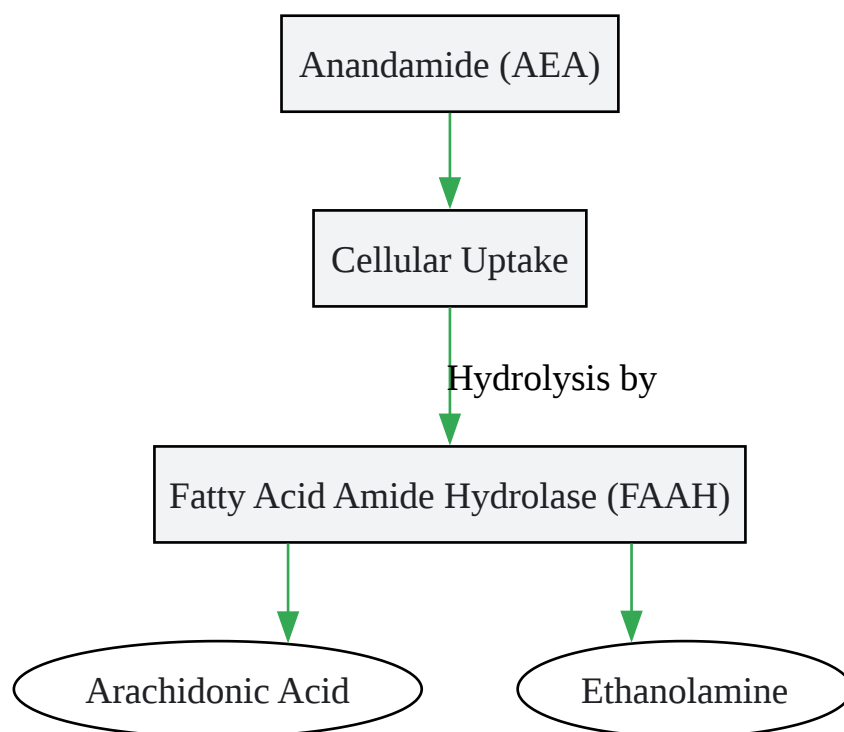 Anandamide (AEA)
Cellular Uptake
Hydrolysis by
Fatty Acid Amide Hydrolase (FAAH)
Arachidonic Acid
Ethanolamine